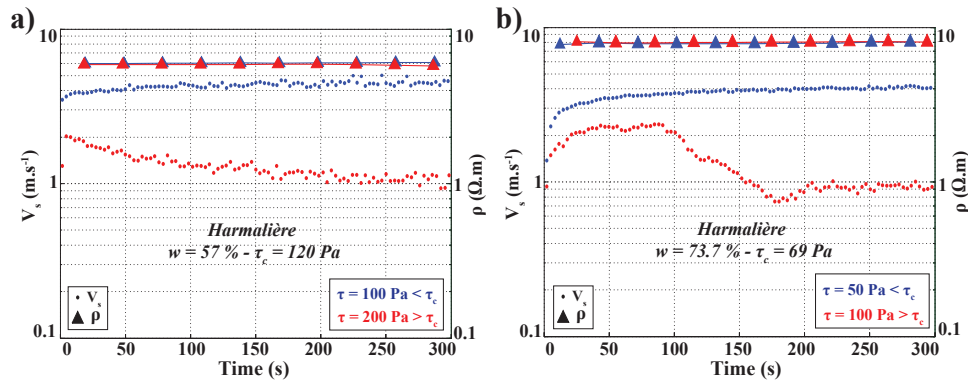 a)
10
10
1
1
0.1
0.1
V_s (m.s⁻¹)
ρ (Ω.m)
Harmalière
w = 57 % - τ_c = 120 Pa
• V_s
▲ ρ
τ = 100 Pa < τ_c
τ = 200 Pa > τ_c
0 50 100 150 200 250 300
Time (s)
b)
10
10
1
1
0.1
0.1
V_s (m.s⁻¹)
ρ (Ω.m)
Harmalière
w = 73.7 % - τ_c = 69 Pa
• V_s
▲ ρ
τ = 50 Pa < τ_c
τ = 100 Pa > τ_c
0 50 100 150 200 250 300
Time (s)